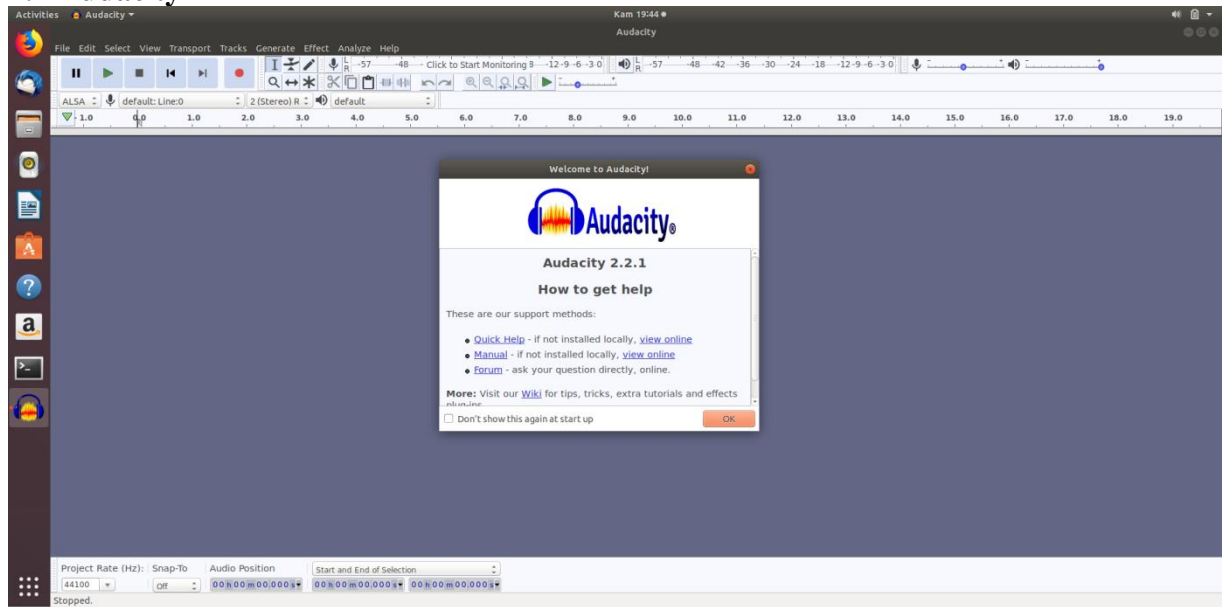 Activities Audacity Kam 19:44
Audacity
File Edit Select View Transport Tracks Generate Effect Analyze Help
L R -57 -48 - Click to Start Monitoring 8 -12 -9 -6 -3 0 L R -57 -48 -42 -36 -30 -24 -18 -12 -9 -6 -3 0
ALSA default: Line:0 2 (Stereo) R default
- 1.0 0.0 1.0 2.0 3.0 4.0 5.0 6.0 7.0 8.0 9.0 10.0 11.0 12.0 13.0 14.0 15.0 16.0 17.0 18.0 19.0
Welcome to Audacity!
Audacity®
Audacity 2.2.1
How to get help
These are our support methods:
Quick Help - if not installed locally, view online
Manual - if not installed locally, view online
Forum - ask your question directly, online.
More: Visit our Wiki for tips, tricks, extra tutorials and effects
plug-ins
Don't show this again at start up OK
Project Rate (Hz): Snap-To Audio Position Start and End of Selection
44100 Off 00 h 00 m 00.000 s 00 h 00 m 00.000 s 00 h 00 m 00.000 s
Stopped.